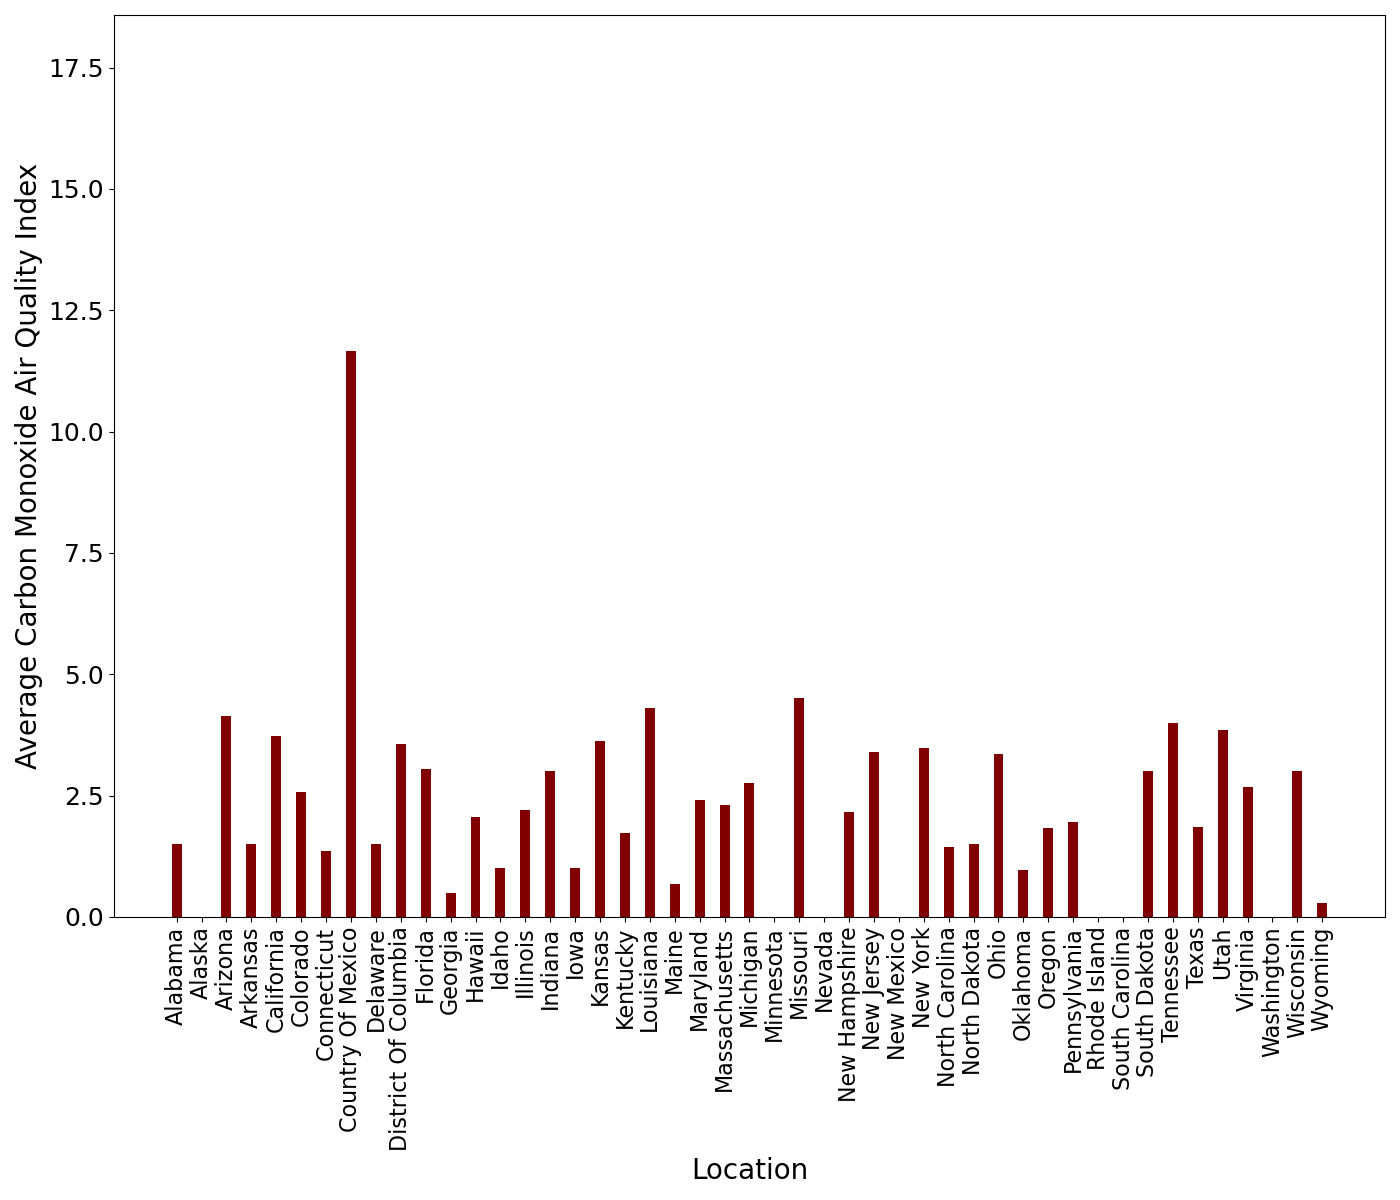 Average Carbon Monoxide Air Quality Index
17.5
15.0
12.5
10.0
7.5
5.0
2.5
0.0
Alabama
Alaska
Arizona
Arkansas
California
Colorado
Connecticut
Country Of Mexico
Delaware
District Of Columbia
Florida
Georgia
Hawaii
Idaho
Illinois
Indiana
Iowa
Kansas
Kentucky
Louisiana
Maine
Maryland
Massachusetts
Michigan
Minnesota
Missouri
Nevada
New Hampshire
New Jersey
New Mexico
New York
North Carolina
North Dakota
Ohio
Oklahoma
Oregon
Pennsylvania
Rhode Island
South Carolina
South Dakota
Tennessee
Texas
Utah
Virginia
Washington
Wisconsin
Wyoming
Location